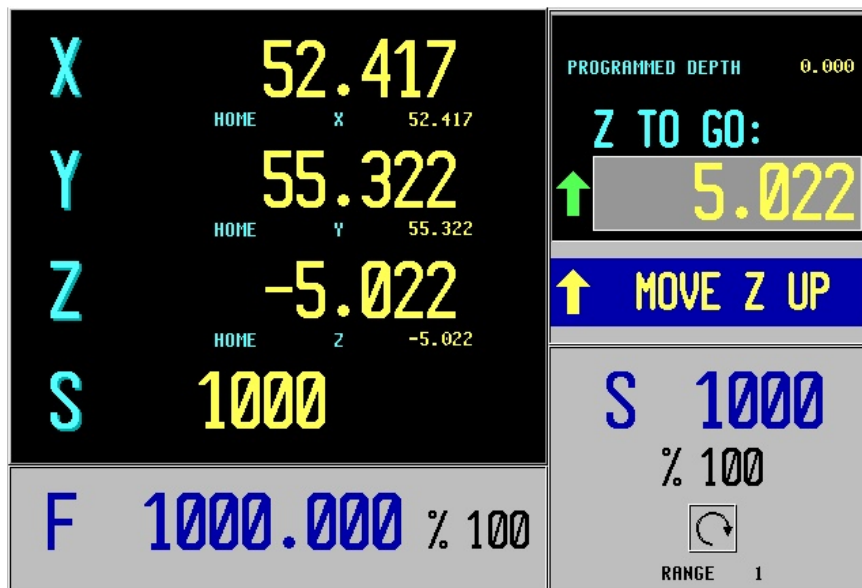 X 52.417
HOME X 52.417
Y 55.322
HOME Y 55.322
Z -5.022
HOME Z -5.022
S 1000
F 1000.000 % 100
PROGRAMMED DEPTH 0.000
Z TO GO:
5.022
MOVE Z UP
S 1000
% 100
RANGE 1